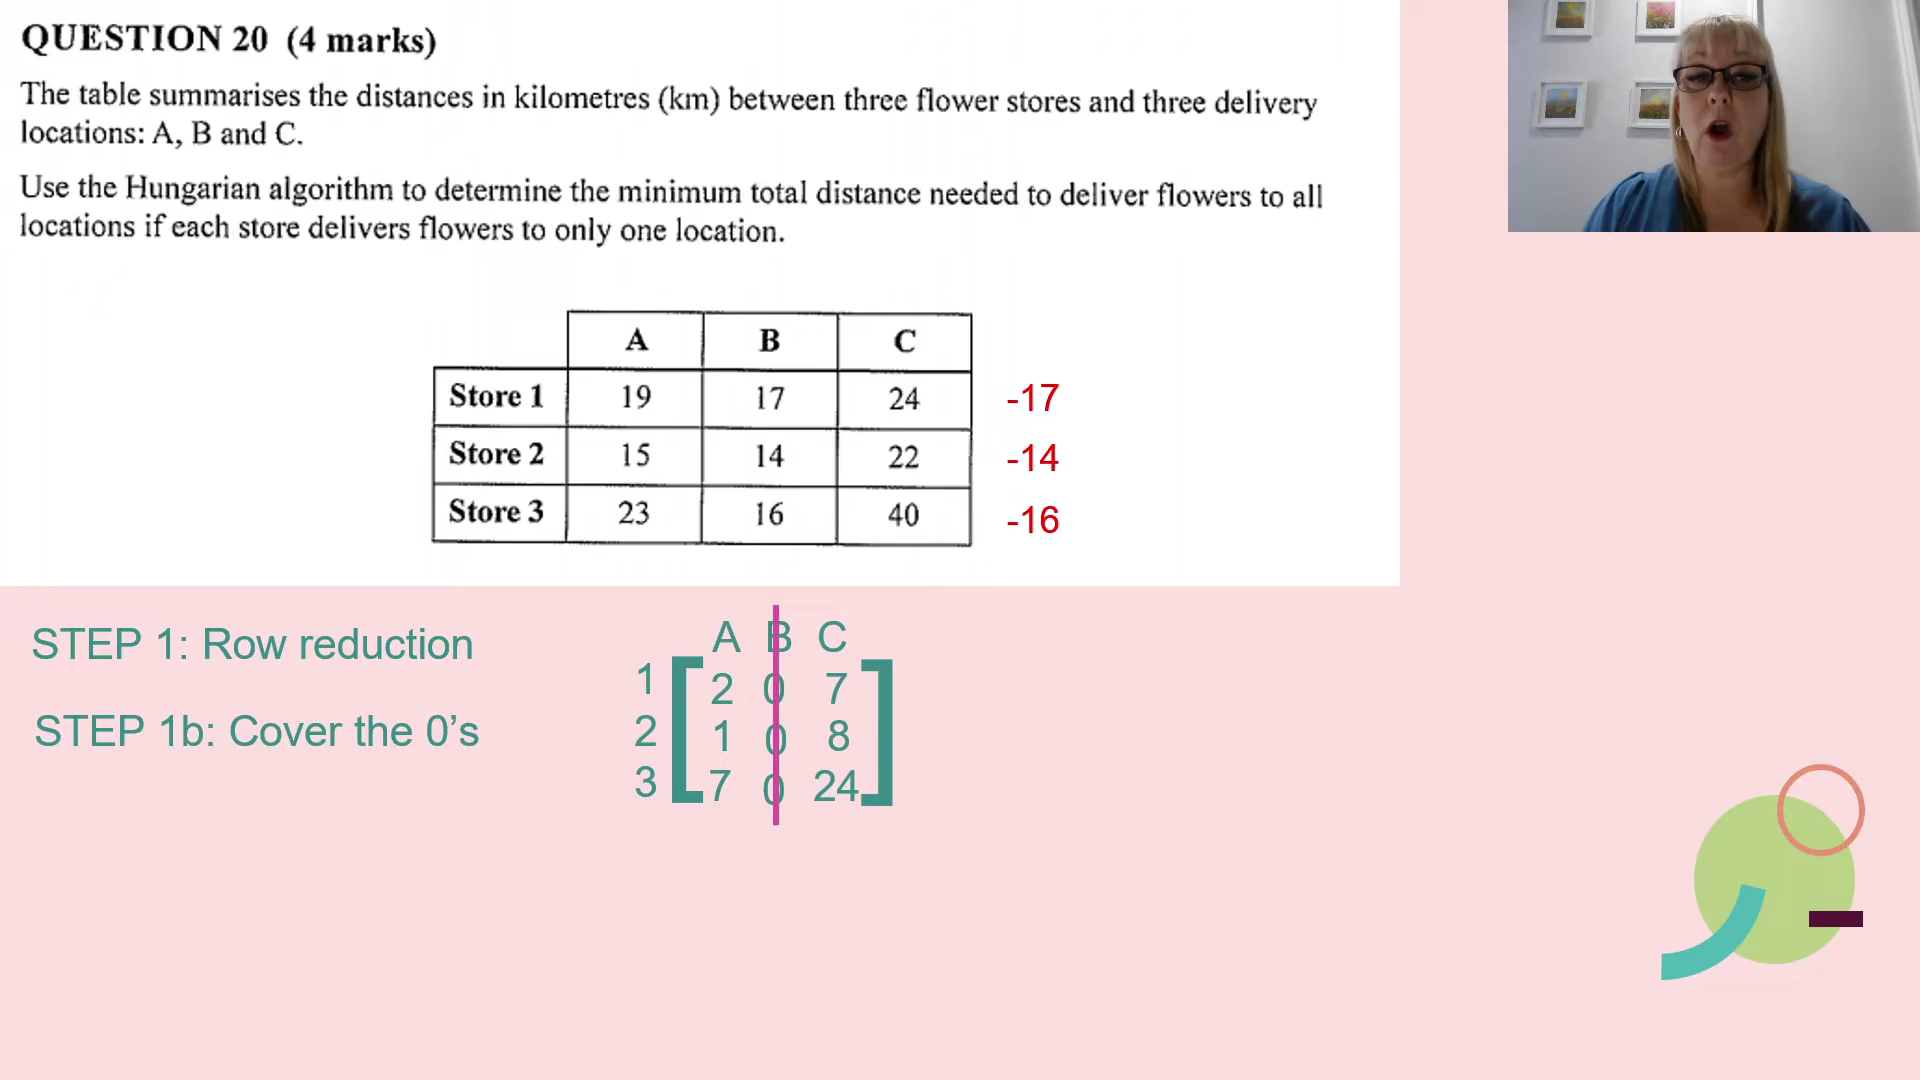 QUESTION 20 (4 marks)
The table summarises the distances in kilometres (km) between three flower stores and three delivery
locations: A, B and C.
Use the Hungarian algorithm to determine the minimum total distance needed to deliver flowers to all
locations if each store delivers flowers to only one location.
A B C
Store 1 19 17 24 -17
Store 2 15 14 22 -14
Store 3 23 16 40 -16
STEP 1: Row reduction
STEP 1b: Cover the 0’s
A B C
1 2 0 7
2 1 0 8
3 7 0 24